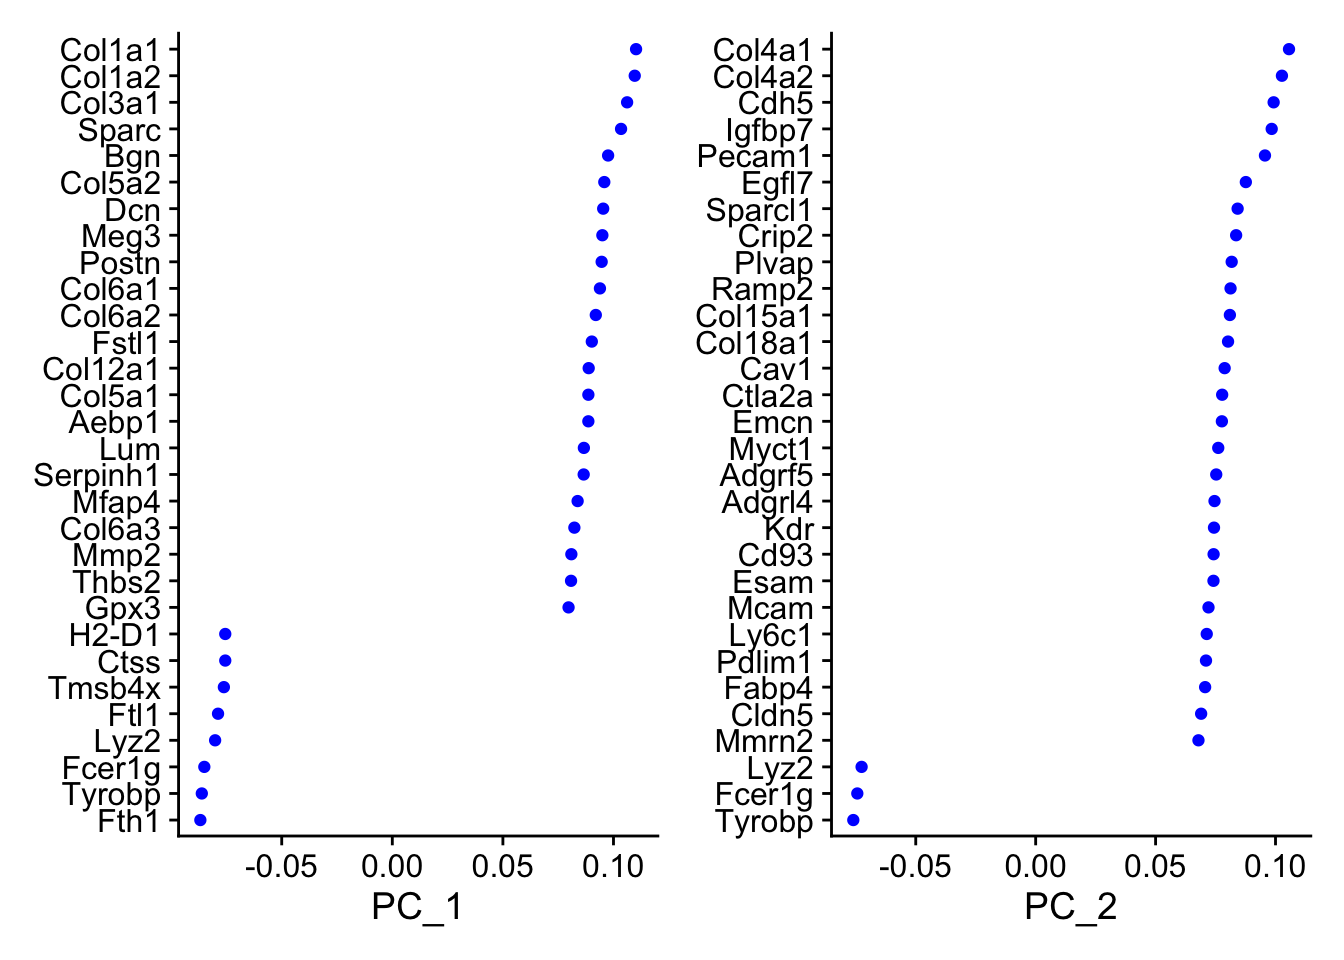 Col1a1
Col1a2
Col3a1
Sparc
Bgn
Col5a2
Dcn
Meg3
Postn
Col6a1
Col6a2
Fstl1
Col12a1
Col5a1
Aebp1
Lum
Serpinh1
Mfap4
Col6a3
Mmp2
Thbs2
Gpx3
H2-D1
Ctss
Tmsb4x
Ftl1
Lyz2
Fcer1g
Tyrobp
Fth1
-0.05 0.00 0.05 0.10
PC_1
Col4a1
Col4a2
Cdh5
Igfbp7
Pecam1
Egfl7
Sparcl1
Crip2
Plvap
Ramp2
Col15a1
Col18a1
Cav1
Ctla2a
Emcn
Myct1
Adgrf5
Adgrl4
Kdr
Cd93
Esam
Mcam
Ly6c1
Pdlim1
Fabp4
Cldn5
Mmrn2
Lyz2
Fcer1g
Tyrobp
-0.05 0.00 0.05 0.10
PC_2